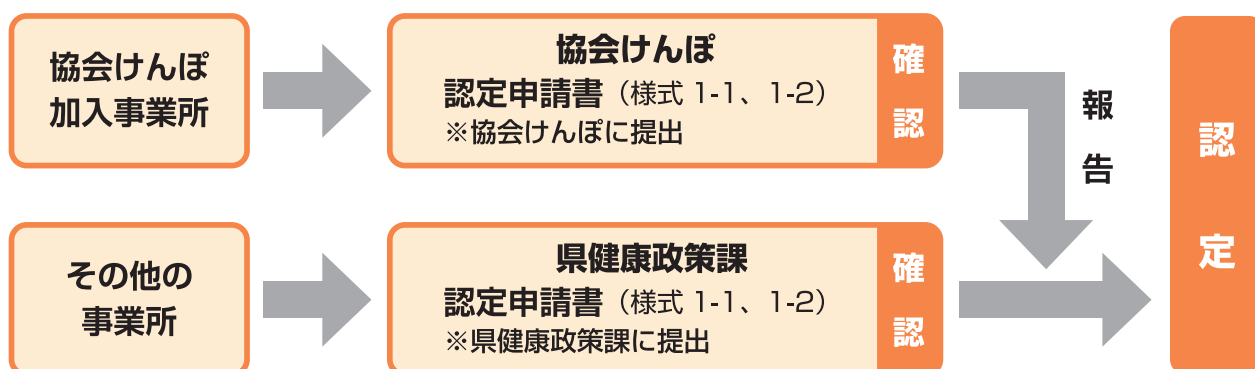 協会けんぽ
加入事業所
協会けんぽ
認定申請書（様式 1-1、1-2）
※協会けんぽに提出
確認
報告
認定
その他の
事業所
県健康政策課
認定申請書（様式 1-1、1-2）
※県健康政策課に提出
確認